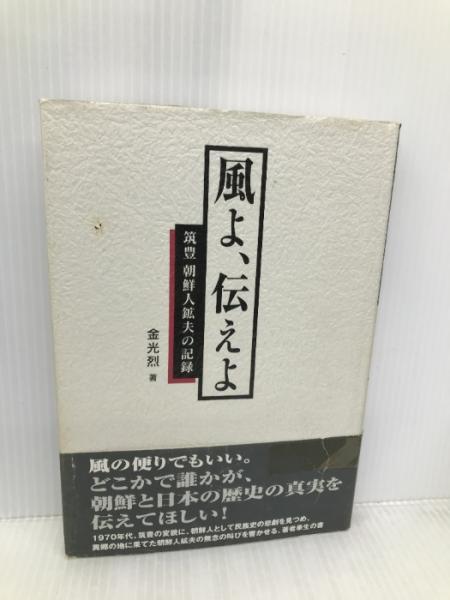 風よ、伝えよ
筑豊 朝鮮人鉱夫の記録
金光烈 著
風の便りでもいい。
どこかで誰かが、
朝鮮と日本の歴史の真実を
伝えてほしい!
1970年代、筑豊の変貌に、朝鮮人として民族史の悲劇を見つめ、
異郷の地に果てた朝鮮人鉱夫の無念の叫びを響かせる、著者畢生の書